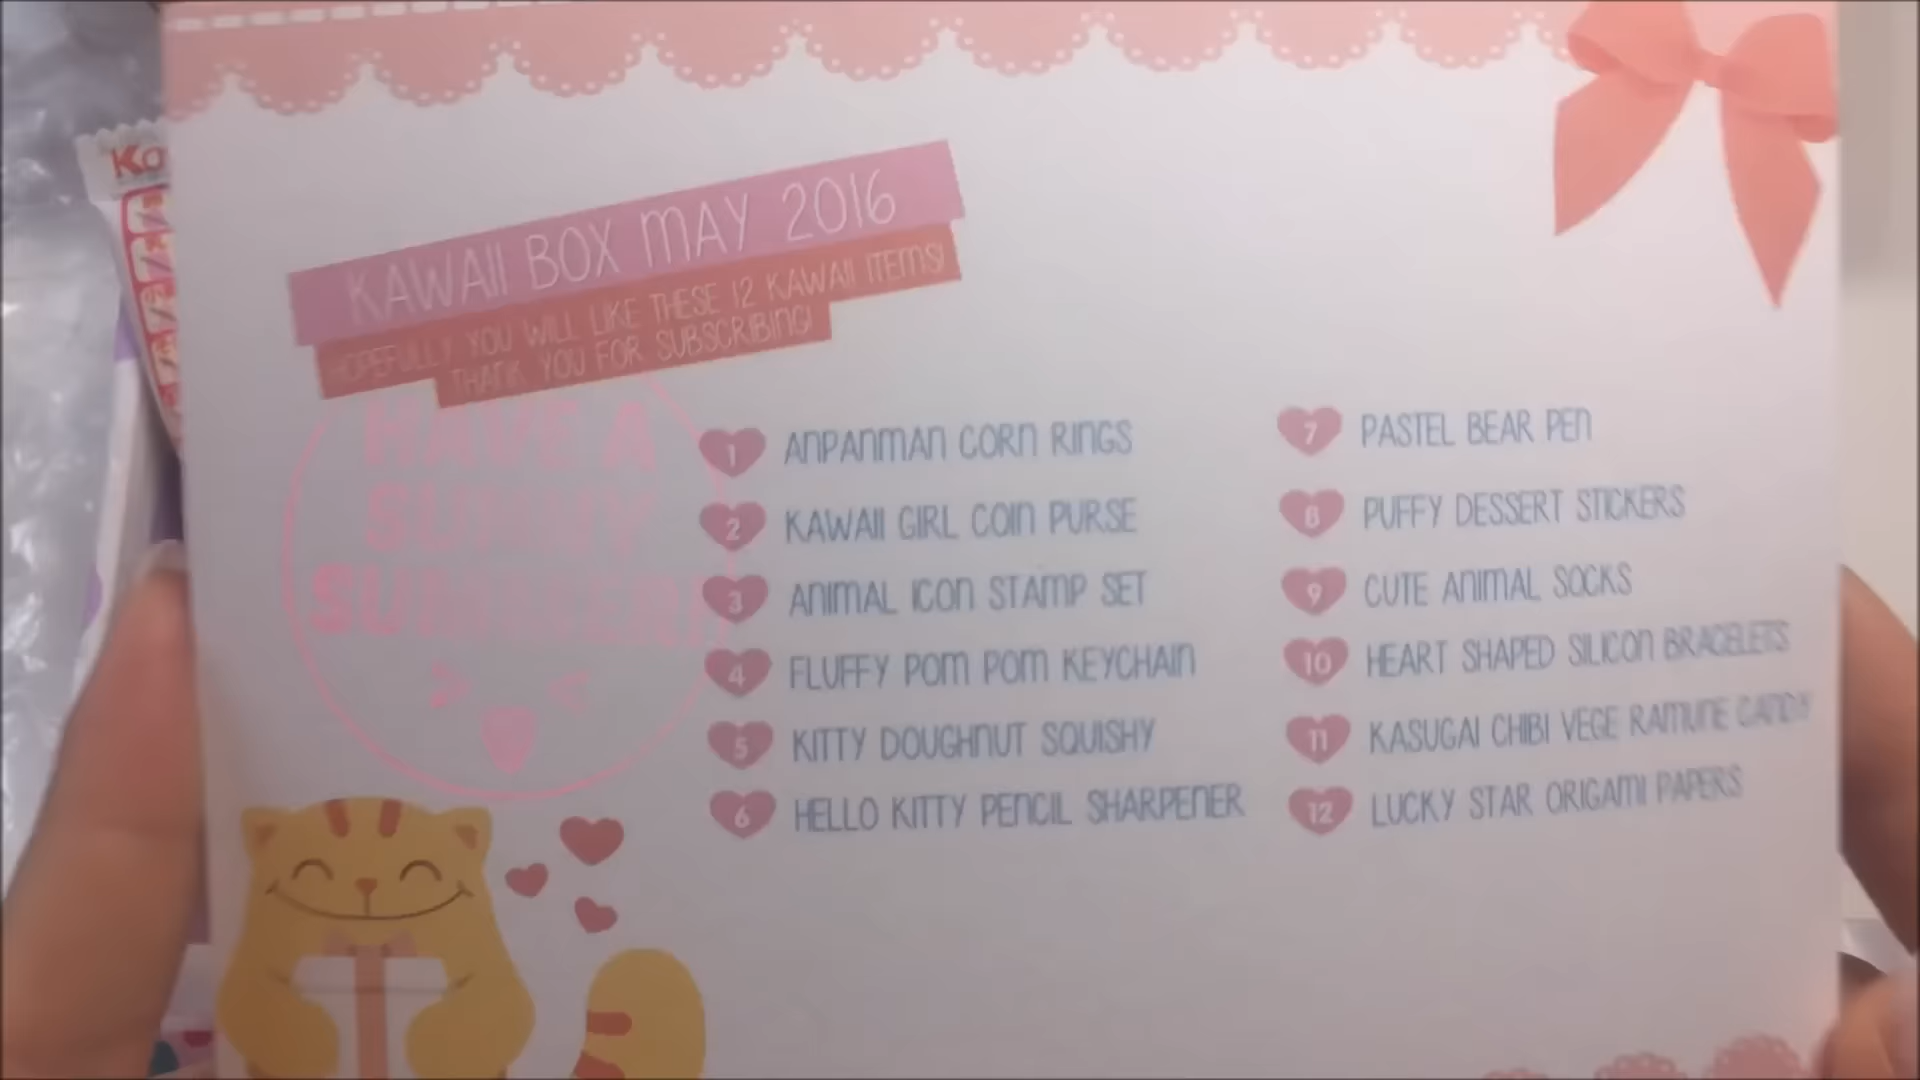 KAWAII BOX MAY 2016
HOPEFULLY YOU WILL LIKE THESE 12 KAWAII ITEMS!
THANK YOU FOR SUBSCRIBING!
HAVE A
SUNNY
SUMMER!
1 ANPANMAN CORN RINGS
2 KAWAII GIRL COIN PURSE
3 ANIMAL ICON STAMP SET
4 FLUFFY POM POM KEYCHAIN
5 KITTY DOUGHNUT SQUISHY
6 HELLO KITTY PENCIL SHARPENER
7 PASTEL BEAR PEN
8 PUFFY DESSERT STICKERS
9 CUTE ANIMAL SOCKS
10 HEART SHAPED SILICON BRACELETS
11 KASUGAI CHIBI VEGE RAMUNE CANDY
12 LUCKY STAR ORIGAMI PAPERS